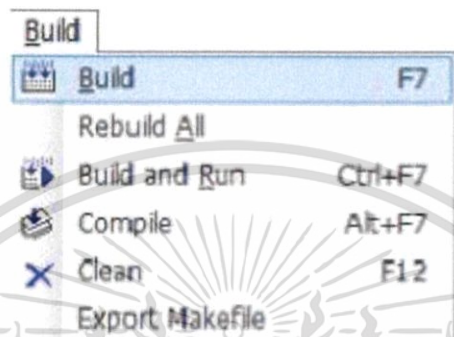 Build
Build F7
Rebuild All
Build and Run Ctrl+F7
Compile Alt+F7
Clean F12
Export Makefile